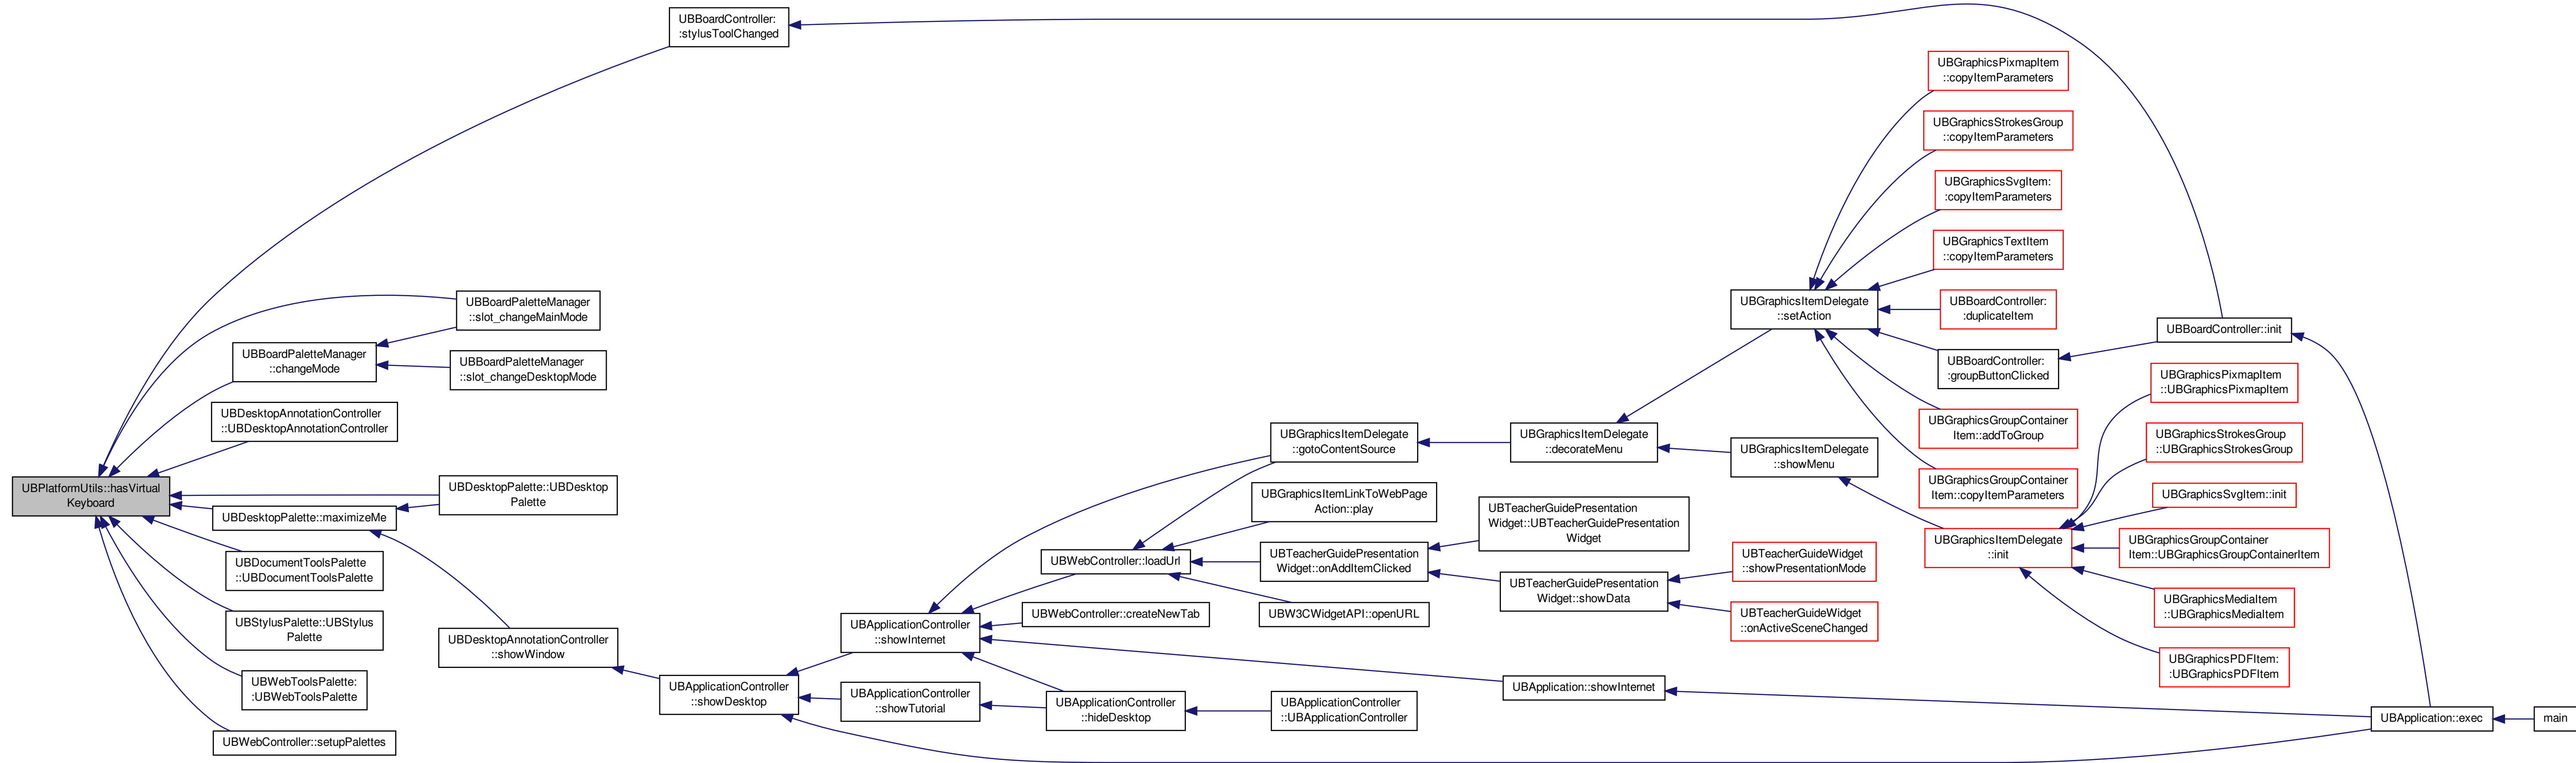 UBPlatformUtils::hasVirtual
Keyboard
UBBoardController:
:stylusToolChanged
UBBoardPaletteManager
::slot_changeMainMode
UBBoardPaletteManager
::changeMode
UBBoardPaletteManager
::slot_changeDesktopMode
UBDesktopAnnotationController
::UBDesktopAnnotationController
UBDesktopPalette::UBDesktop
Palette
UBDesktopPalette::maximizeMe
UBDocumentToolsPalette
::UBDocumentToolsPalette
UBStylusPalette::UBStylus
Palette
UBWebToolsPalette:
:UBWebToolsPalette
UBWebController::setupPalettes
UBDesktopAnnotationController
::showWindow
UBApplicationController
::showDesktop
UBApplicationController
::showInternet
UBApplicationController
::showTutorial
UBGraphicsItemDelegate
::gotoContentSource
UBWebController::loadUrl
UBWebController::createNewTab
UBApplicationController
::hideDesktop
UBGraphicsItemLinkToWebPage
Action::play
UBTeacherGuidePresentation
Widget::onAddItemClicked
UBW3CWidgetAPI::openURL
UBApplicationController
::UBApplicationController
UBGraphicsItemDelegate
::decorateMenu
UBTeacherGuidePresentation
Widget::UBTeacherGuidePresentation
Widget
UBTeacherGuidePresentation
Widget::showData
UBApplication::showInternet
UBGraphicsItemDelegate
::setAction
UBGraphicsItemDelegate
::showMenu
UBTeacherGuideWidget
::showPresentationMode
UBTeacherGuideWidget
::onActiveSceneChanged
UBGraphicsPixmapItem
::copyItemParameters
UBGraphicsStrokesGroup
::copyItemParameters
UBGraphicsSvgItem:
:copyItemParameters
UBGraphicsTextItem
::copyItemParameters
UBBoardController:
:duplicateItem
UBBoardController:
:groupButtonClicked
UBGraphicsGroupContainer
Item::addToGroup
UBGraphicsGroupContainer
Item::copyItemParameters
UBGraphicsItemDelegate
::init
UBBoardController::init
UBGraphicsPixmapItem
::UBGraphicsPixmapItem
UBGraphicsStrokesGroup
::UBGraphicsStrokesGroup
UBGraphicsSvgItem::init
UBGraphicsGroupContainer
Item::UBGraphicsGroupContainerItem
UBGraphicsMediaItem
::UBGraphicsMediaItem
UBGraphicsPDFItem:
:UBGraphicsPDFItem
UBApplication::exec
main